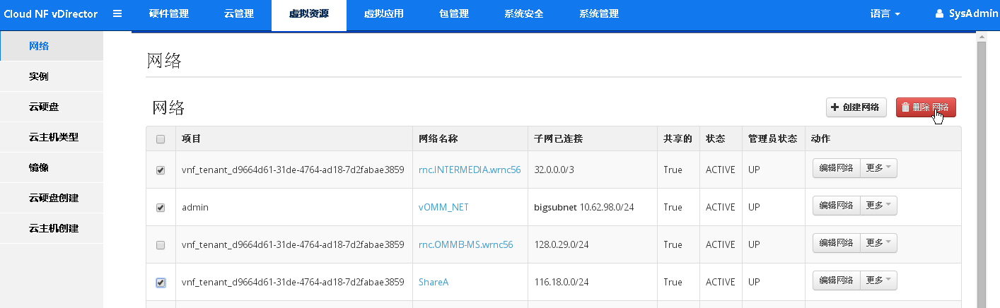 Cloud NF vDirector 硬件管理 云管理 虚拟资源 虚拟应用 包管理 系统安全 系统管理 语言 SysAdmin
网络
实例
云硬盘
云主机类型
镜像
云硬盘创建
云主机创建
网络
网络 创建网络 删除 网络
项目 网络名称 子网已连接 共享的 状态 管理员状态 动作
vnf_tenant_d9664d61-31de-4764-ad18-7d2fabae3859 rnc.INTERMEDIA.wrnc56 32.0.0.0/3 True ACTIVE UP 编辑网络 更多
admin vOMM_NET bigsubnet 10.62.98.0/24 True ACTIVE UP 编辑网络 更多
vnf_tenant_d9664d61-31de-4764-ad18-7d2fabae3859 rnc.OMMB-MS.wrnc56 128.0.29.0/24 True ACTIVE UP 编辑网络 更多
vnf_tenant_d9664d61-31de-4764-ad18-7d2fabae3859 ShareA 116.18.0.0/24 True ACTIVE UP 编辑网络 更多